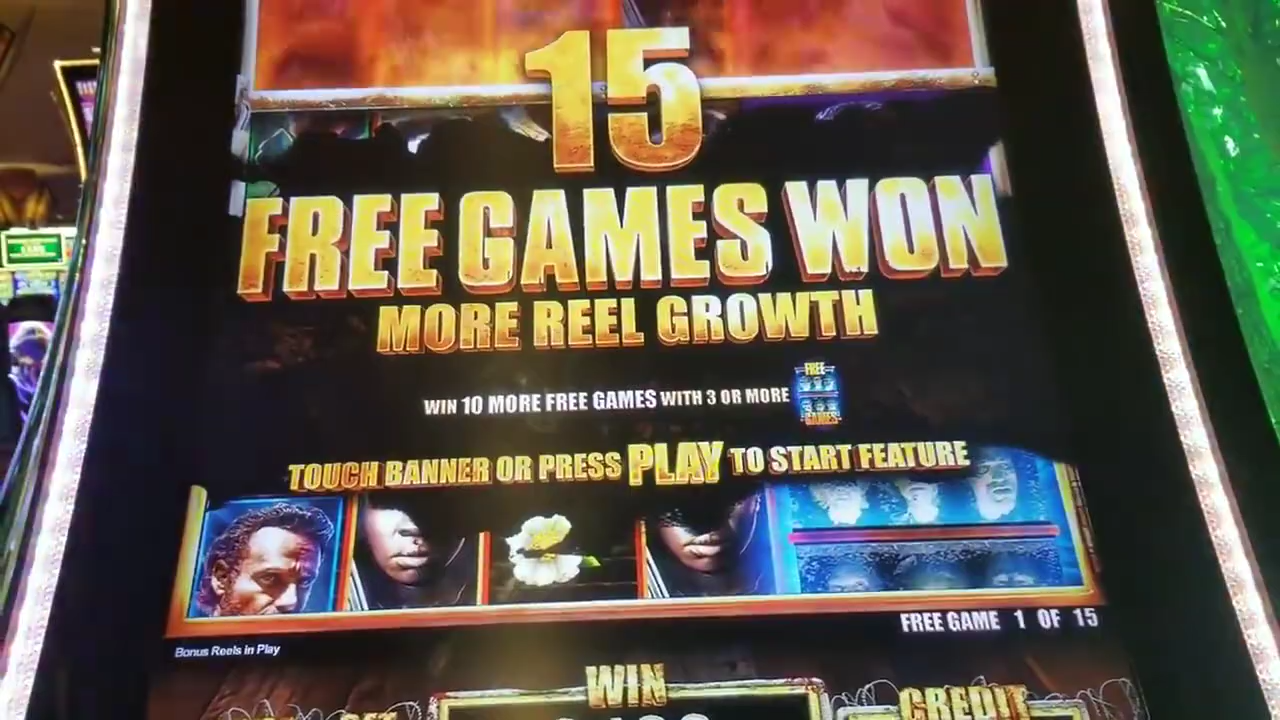 15
FREE GAMES WON
MORE REEL GROWTH
WIN 10 MORE FREE GAMES WITH 3 OR MORE
FREE
GAMES
TOUCH BANNER OR PRESS PLAY TO START FEATURE
FREE GAME 1 OF 15
Bonus Reels in Play
WIN
CREDIT